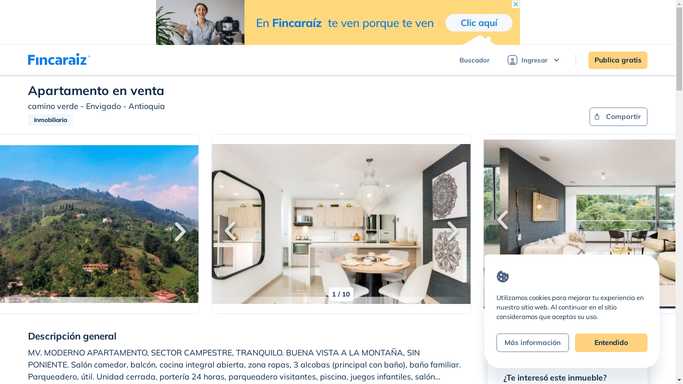 En Fincaraíz te ven porque te ven
Clic aquí
Fincaraiz
Buscador
Ingresar
Publica gratis
Apartamento en venta
camino verde - Envigado - Antioquia
Inmobiliaria
Compartir
1 / 10
Utilizamos cookies para mejorar tu experiencia en
nuestro sitio web. Al continuar en el sitio
consideramos que aceptas su uso.
Más información
Entendido
Descripción general
MV. MODERNO APARTAMENTO, SECTOR CAMPESTRE, TRANQUILO. BUENA VISTA A LA MONTAÑA, SIN
PONIENTE. Salón comedor, balcón, cocina integral abierta, zona ropas, 3 alcobas (principal con baño), baño familiar.
Parqueadero, útil. Unidad cerrada, portería 24 horas, parqueadero visitantes, piscina, juegos infantiles, salón...
¿Te interesó este inmueble?